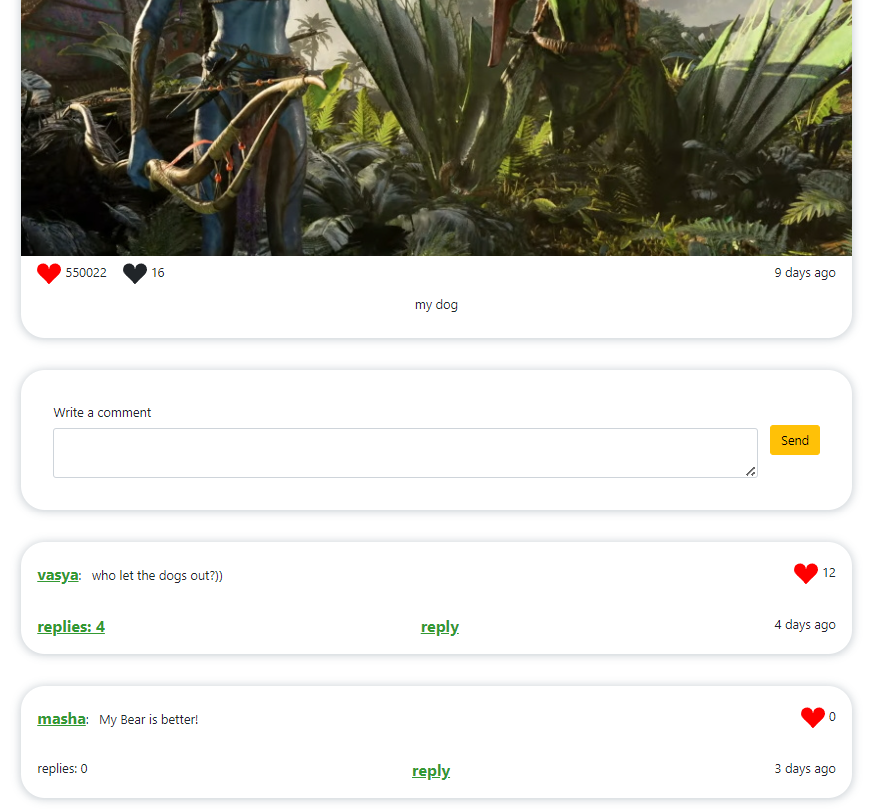 550022 16 9 days ago
my dog
Write a comment
Send
vasya: who let the dogs out?)) 12
replies: 4 reply 4 days ago
masha: My Bear is better! 0
replies: 0 reply 3 days ago